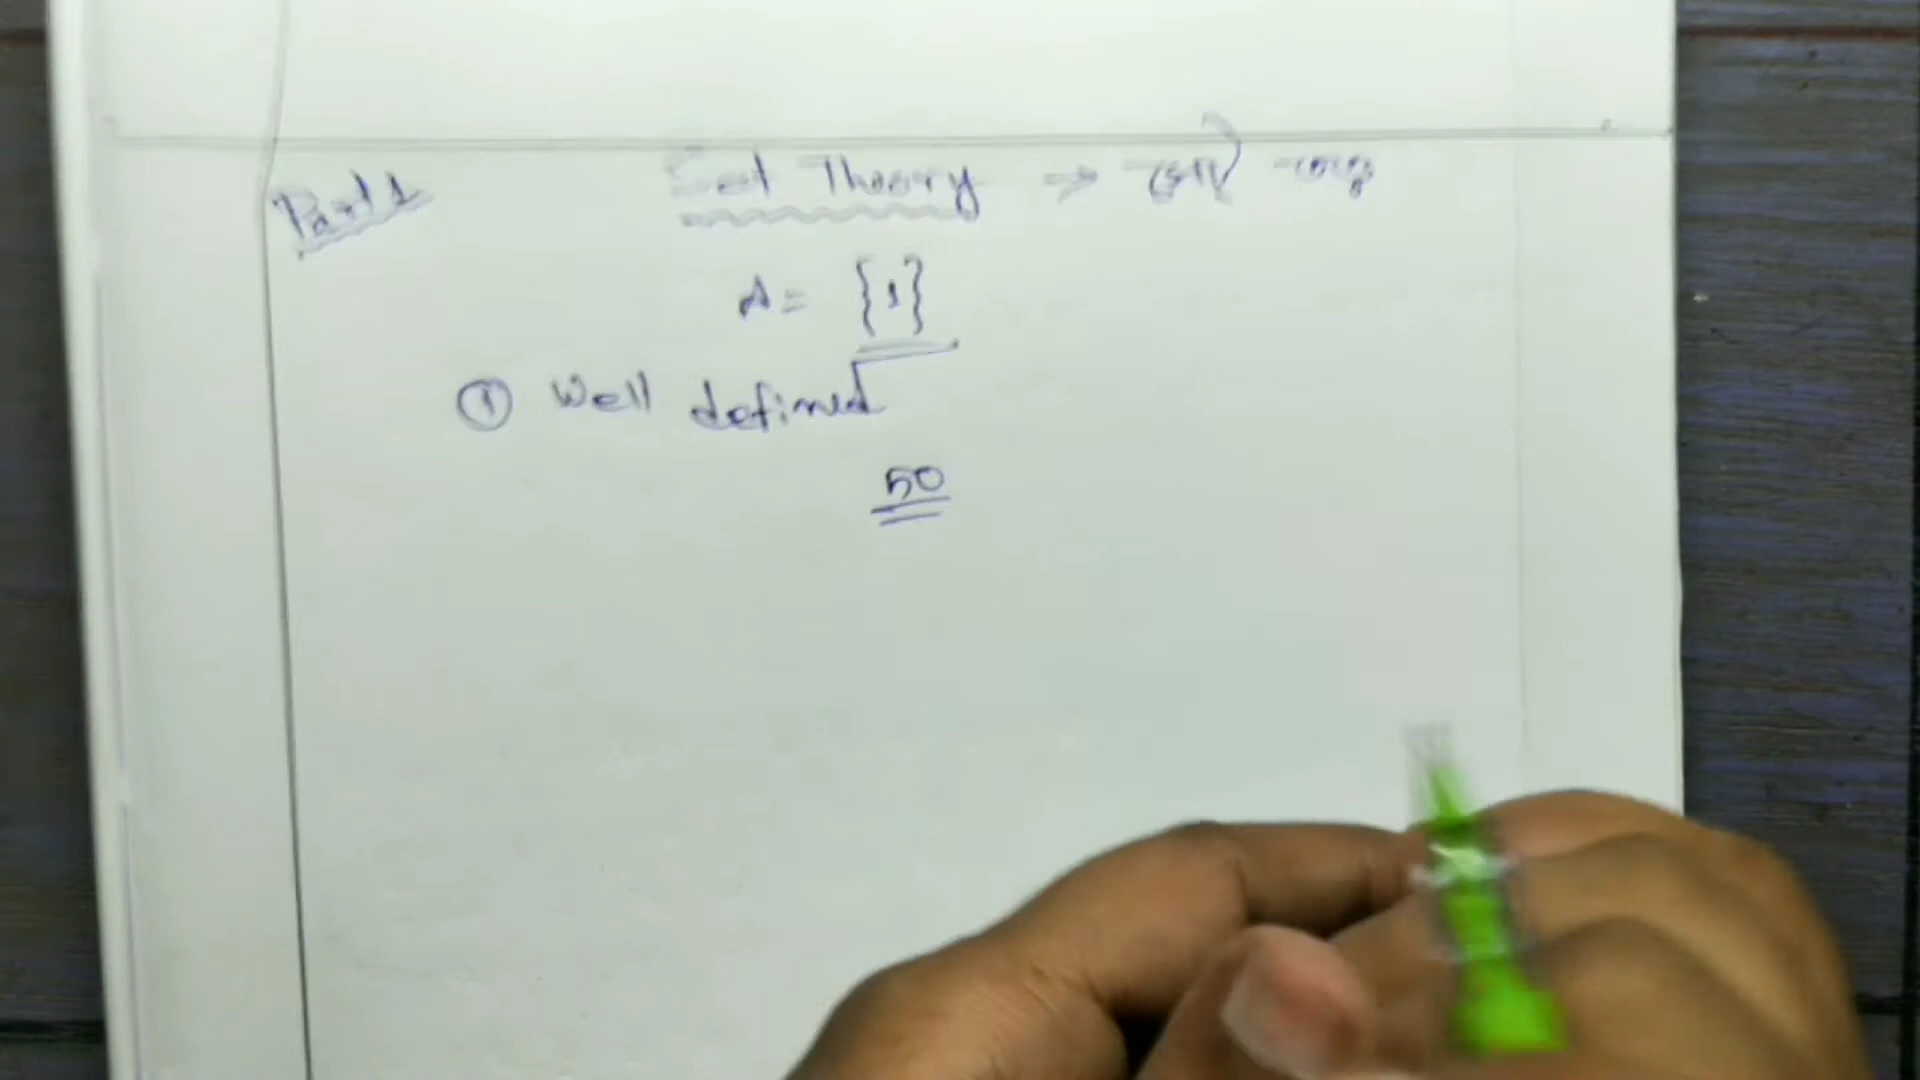 Part 1
Set Theory ⇒
A = {1}
① Well defined
50